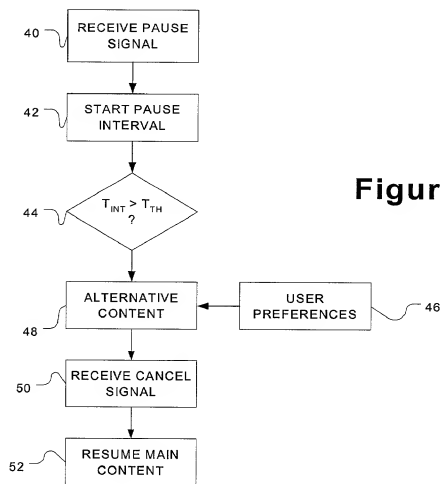 40
RECEIVE PAUSE
SIGNAL
42
START PAUSE
INTERVAL
44
T_INT > T_TH
?
Figur
48
ALTERNATIVE
CONTENT
USER
PREFERENCES
46
50
RECEIVE CANCEL
SIGNAL
52
RESUME MAIN
CONTENT